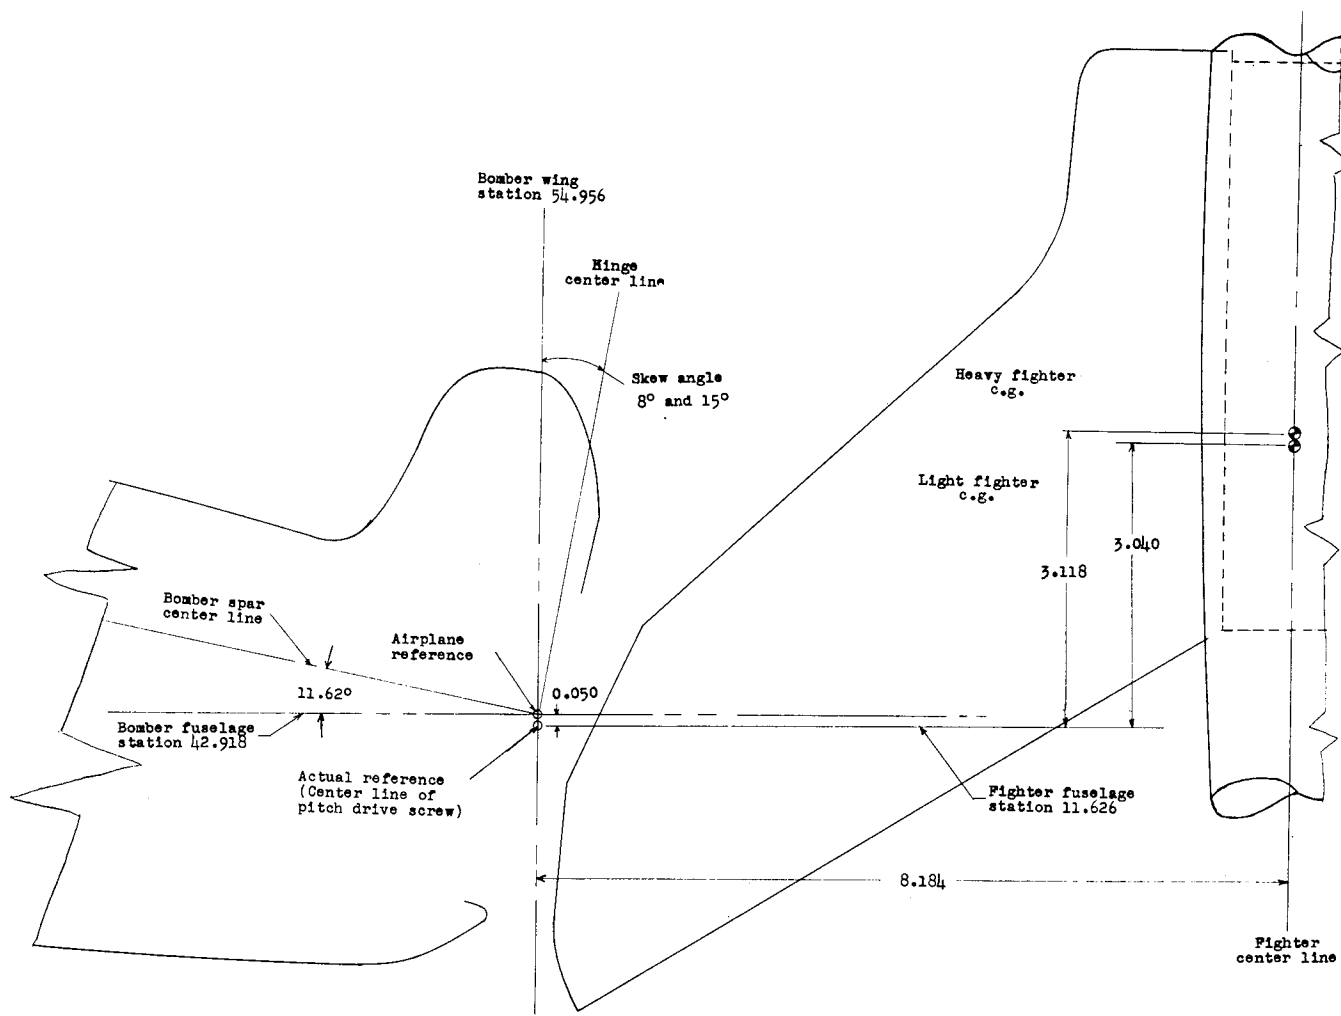 Bomber wing
station 54.956
Hinge
center line
Skew angle
8° and 15°
Heavy fighter
c.g.
Light fighter
c.g.
3.040
3.118
Bomber spar
center line
Airplane
reference
11.62°
0.050
Bomber fuselage
station 42.918
Actual reference
(Center line of
pitch drive screw)
Fighter fuselage
station 11.626
8.184
Fighter
center line